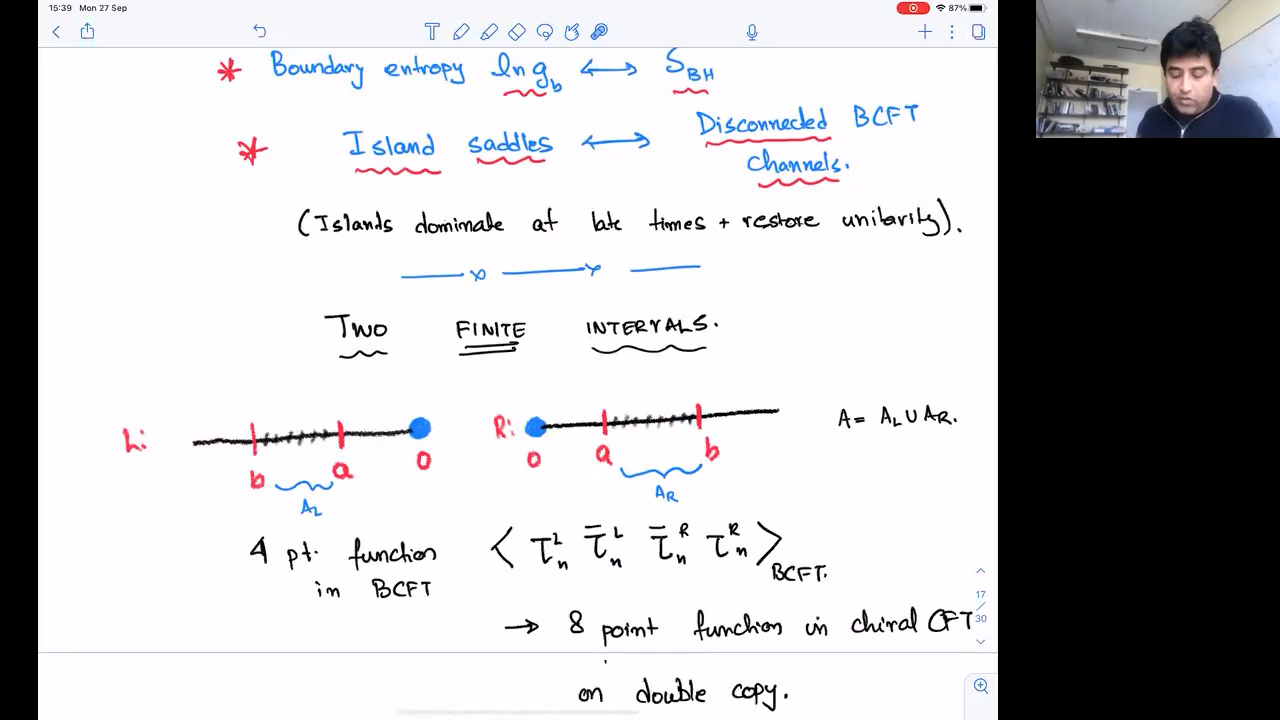 15:39 Mon 27 Sep
87%
* Boundary entropy ln g_b ⟷ S_BH
* Island saddles ⟷ Disconnected BCFT channels.
(Islands dominate at late times + restore unitarity).
TWO FINITE INTERVALS.
L: R: A = A_L ∪ A_R.
b a 0 0 a b
A_L A_R
4 pt. function in BCFT ⟨ τ_n^L τ̄_n^L τ̄_n^R τ_n^R ⟩_BCFT.
→ 8 point function in chiral CFT
on double copy.
17 / 30